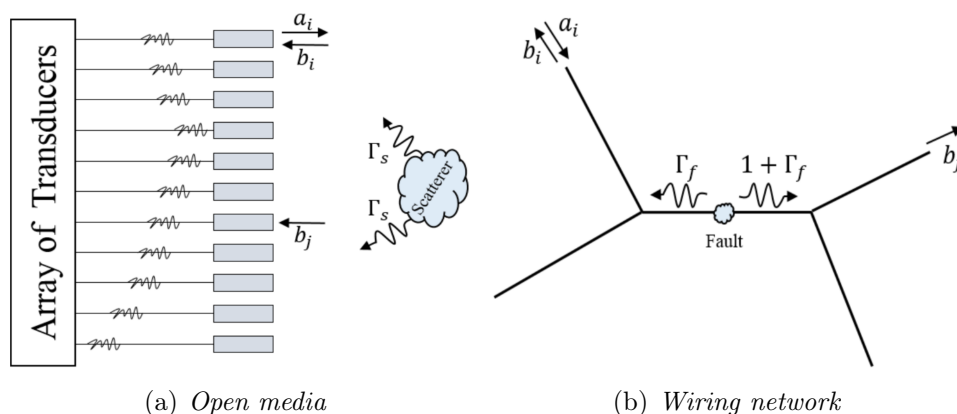 Array of Transducers
a_i
b_i
b_j
Γ_s
Γ_s
Scatterer
(a) Open media
b_i
a_i
b_j
Γ_f
1 + Γ_f
Fault
(b) Wiring network